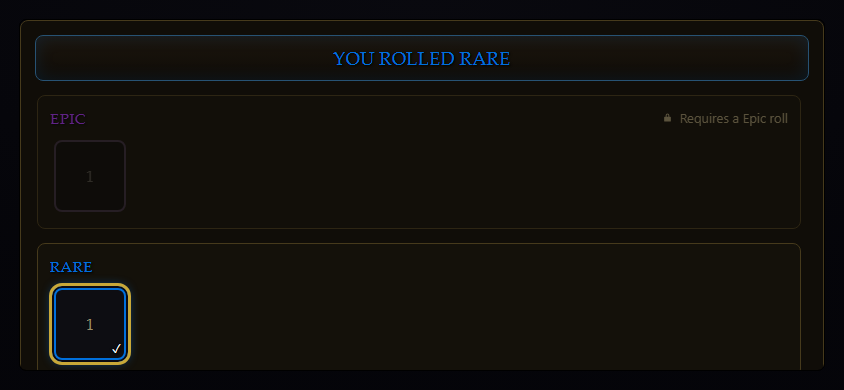 YOU ROLLED RARE
EPIC
Requires a Epic roll
1
RARE
1